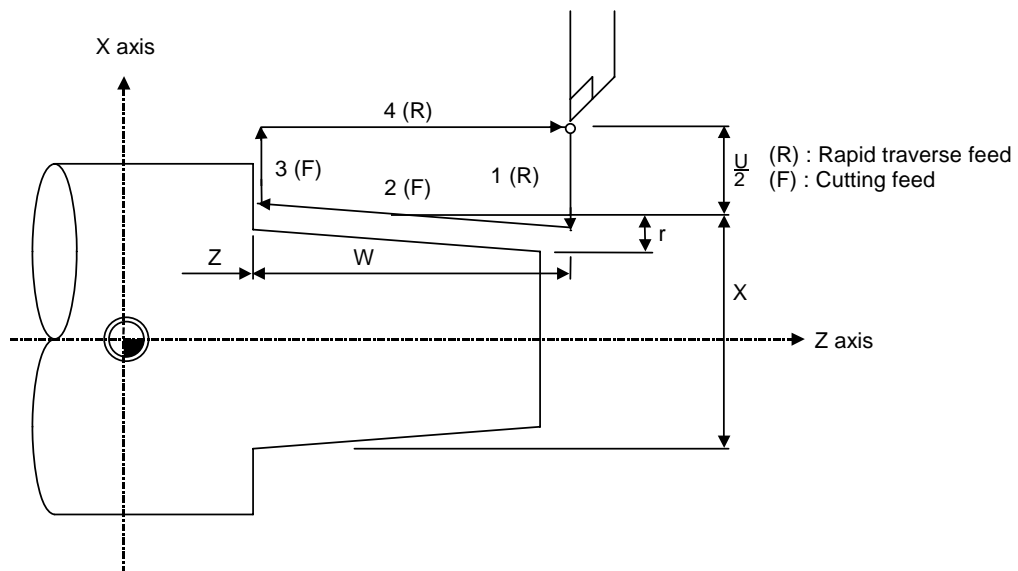 X axis
4 (R)
3 (F)
2 (F)
1 (R)
U
2
(R) : Rapid traverse feed
(F) : Cutting feed
r
Z
W
X
Z axis